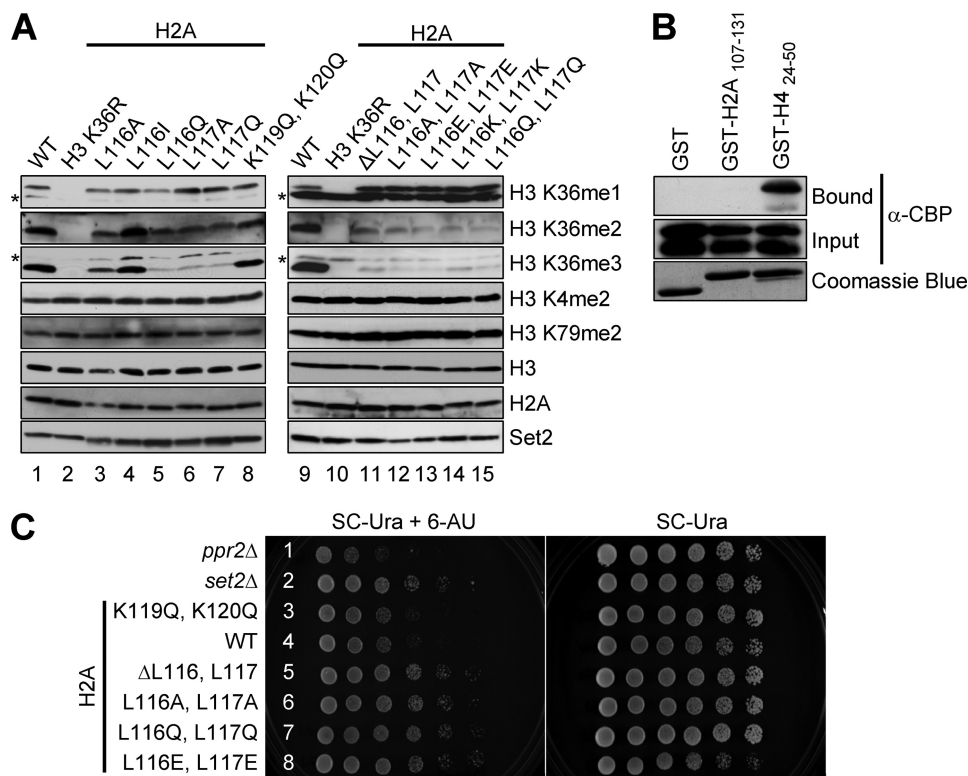 A
H2A
H2A
WT
H3 K36R
L116A
L116I
L116Q
L117A
L117Q
K119Q, K120Q
WT
H3 K36R
ΔL116, L117
L116A, L117A
L116E, L117E
L116K, L117K
L116Q, L117Q
*
*
H3 K36me1
H3 K36me2
*
*
H3 K36me3
H3 K4me2
H3 K79me2
H3
H2A
Set2
1 2 3 4 5 6 7 8 9 10 11 12 13 14 15
B
GST
GST-H2A 107-131
GST-H4 24-50
Bound
Input
α-CBP
Coomassie Blue
C
SC-Ura + 6-AU SC-Ura
ppr2Δ 1
set2Δ 2
K119Q, K120Q 3
WT 4
ΔL116, L117 5
L116A, L117A 6
L116Q, L117Q 7
L116E, L117E 8
H2A